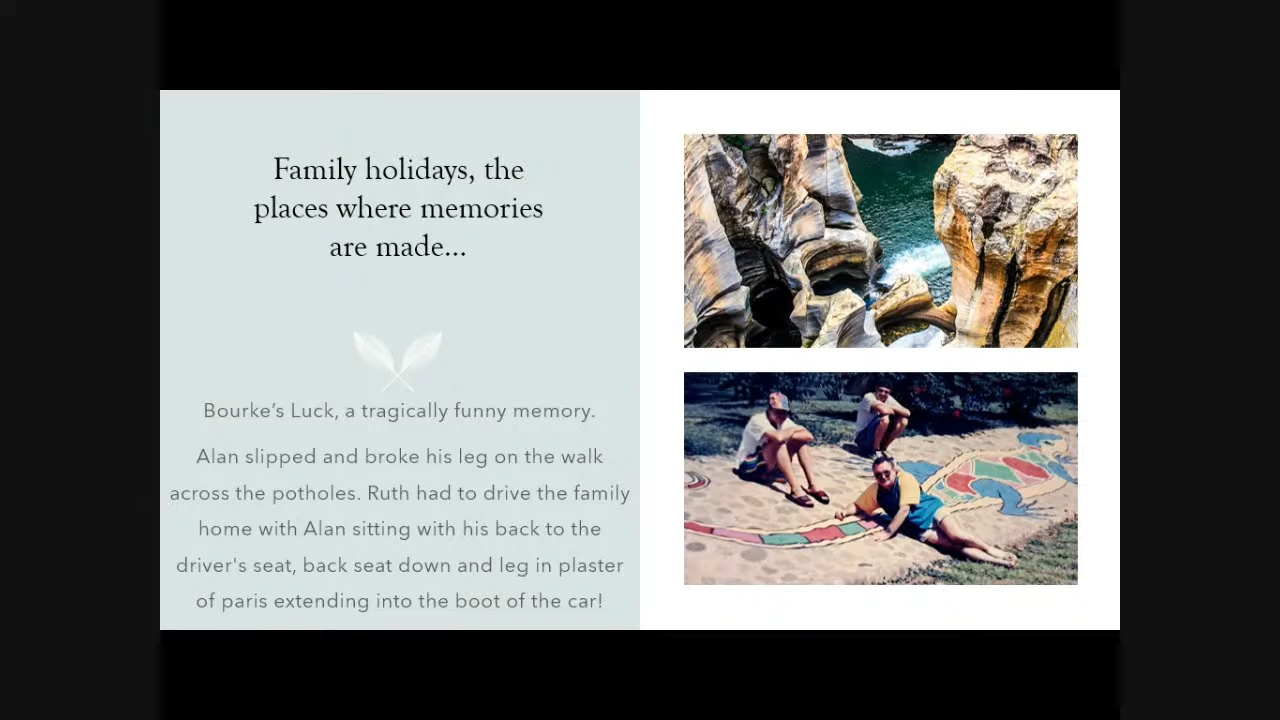 Family holidays, the
places where memories
are made...
Bourke’s Luck, a tragically funny memory.
Alan slipped and broke his leg on the walk
across the potholes. Ruth had to drive the family
home with Alan sitting with his back to the
driver's seat, back seat down and leg in plaster
of paris extending into the boot of the car!